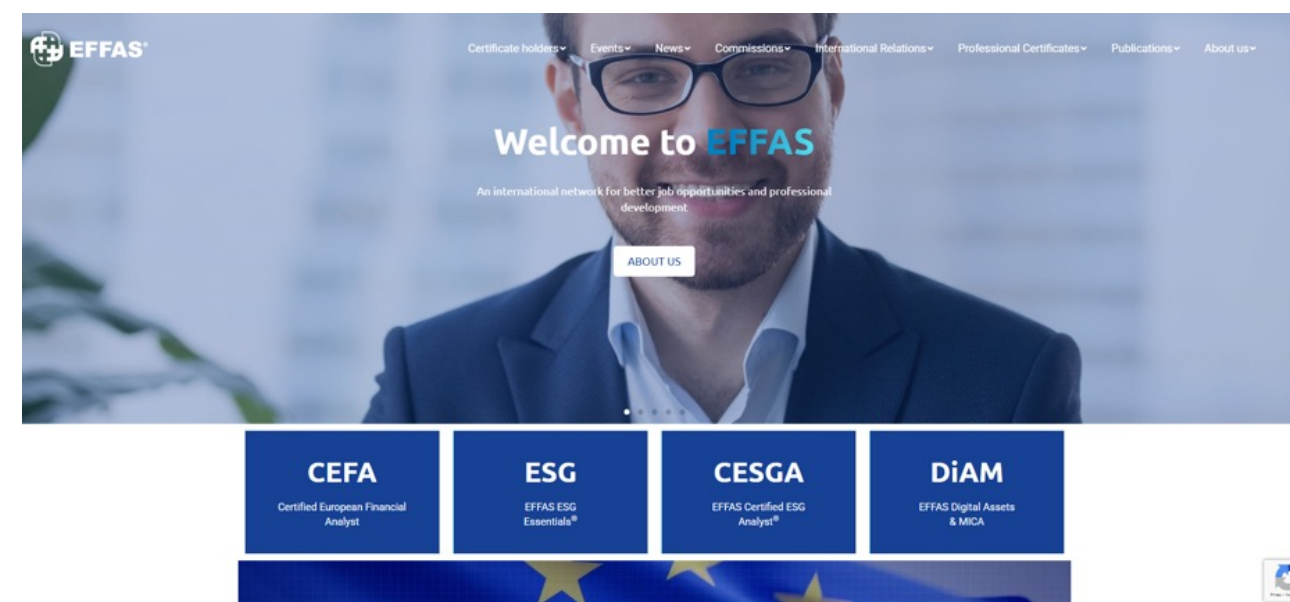 EFFAS
Certificate holders Events News Commissions International Relations Professional Certificates Publications About us
Welcome to EFFAS
An international network for better job opportunities and professional
development
ABOUT US
CEFA
Certified European Financial
Analyst
ESG
EFFAS ESG
Essentials®
CESGA
EFFAS Certified ESG
Analyst®
DiAM
EFFAS Digital Assets
& MICA